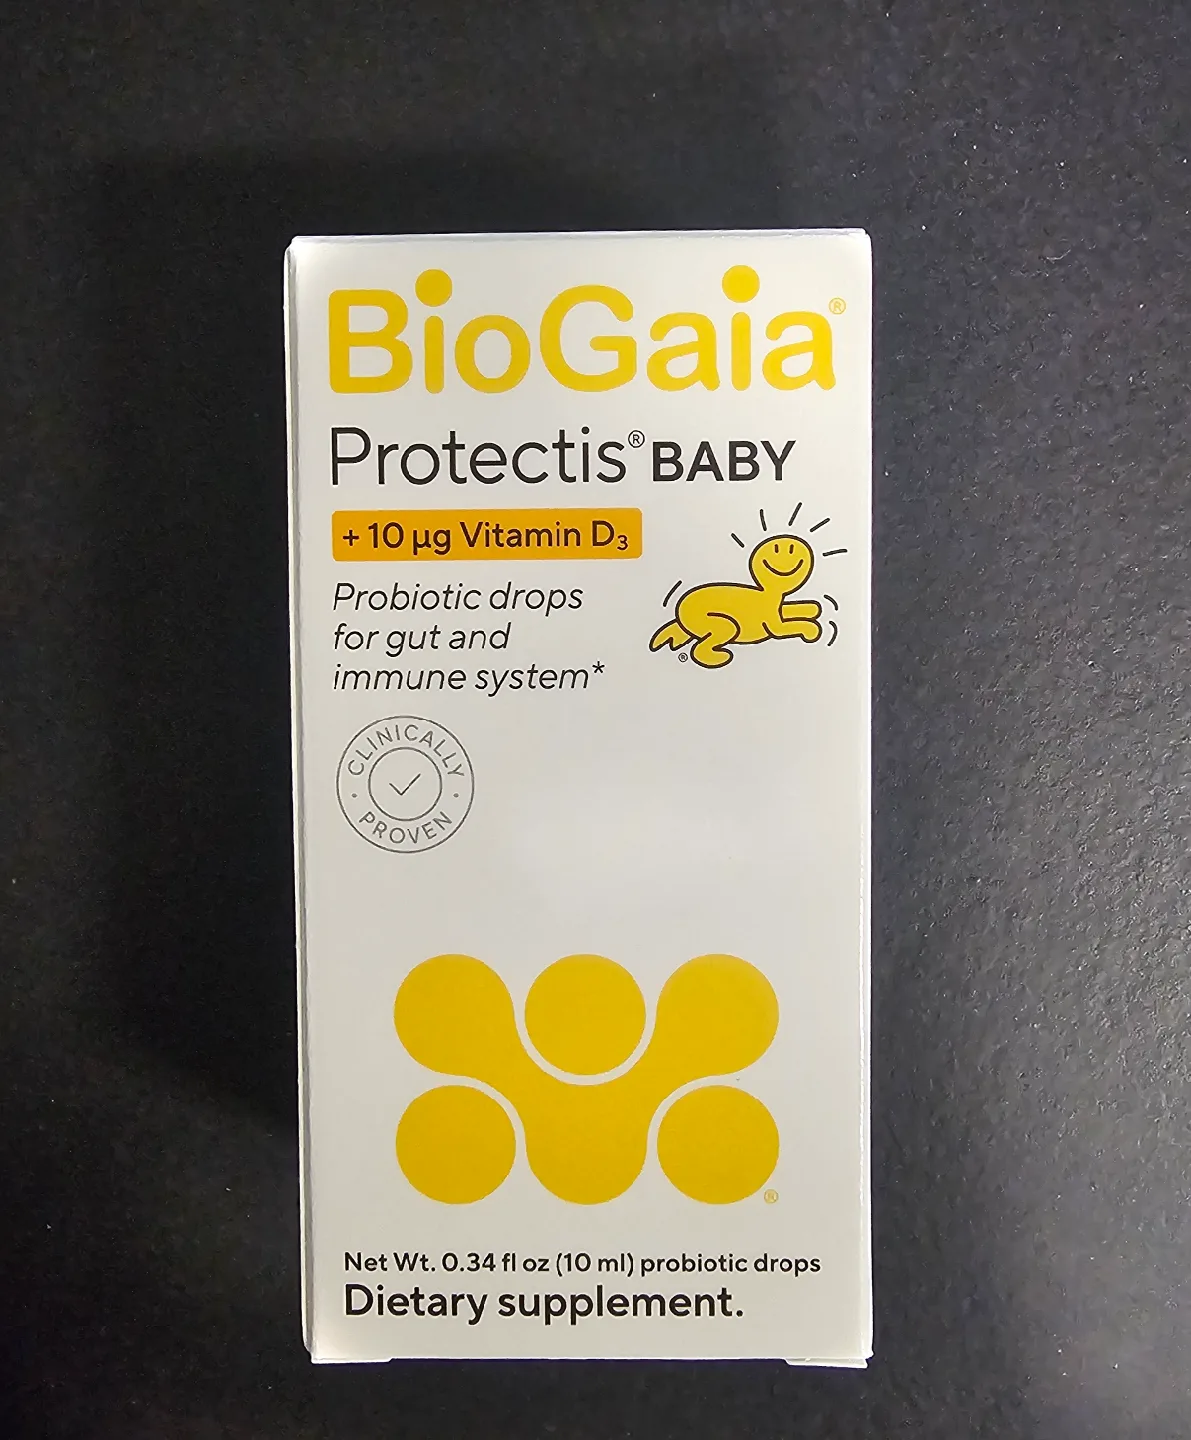 BioGaia®
Protectis® BABY
+ 10 µg Vitamin D₃
Probiotic drops
for gut and
immune system*
®
CLINICALLY
PROVEN
®
Net Wt. 0.34 fl oz (10 ml) probiotic drops
Dietary supplement.